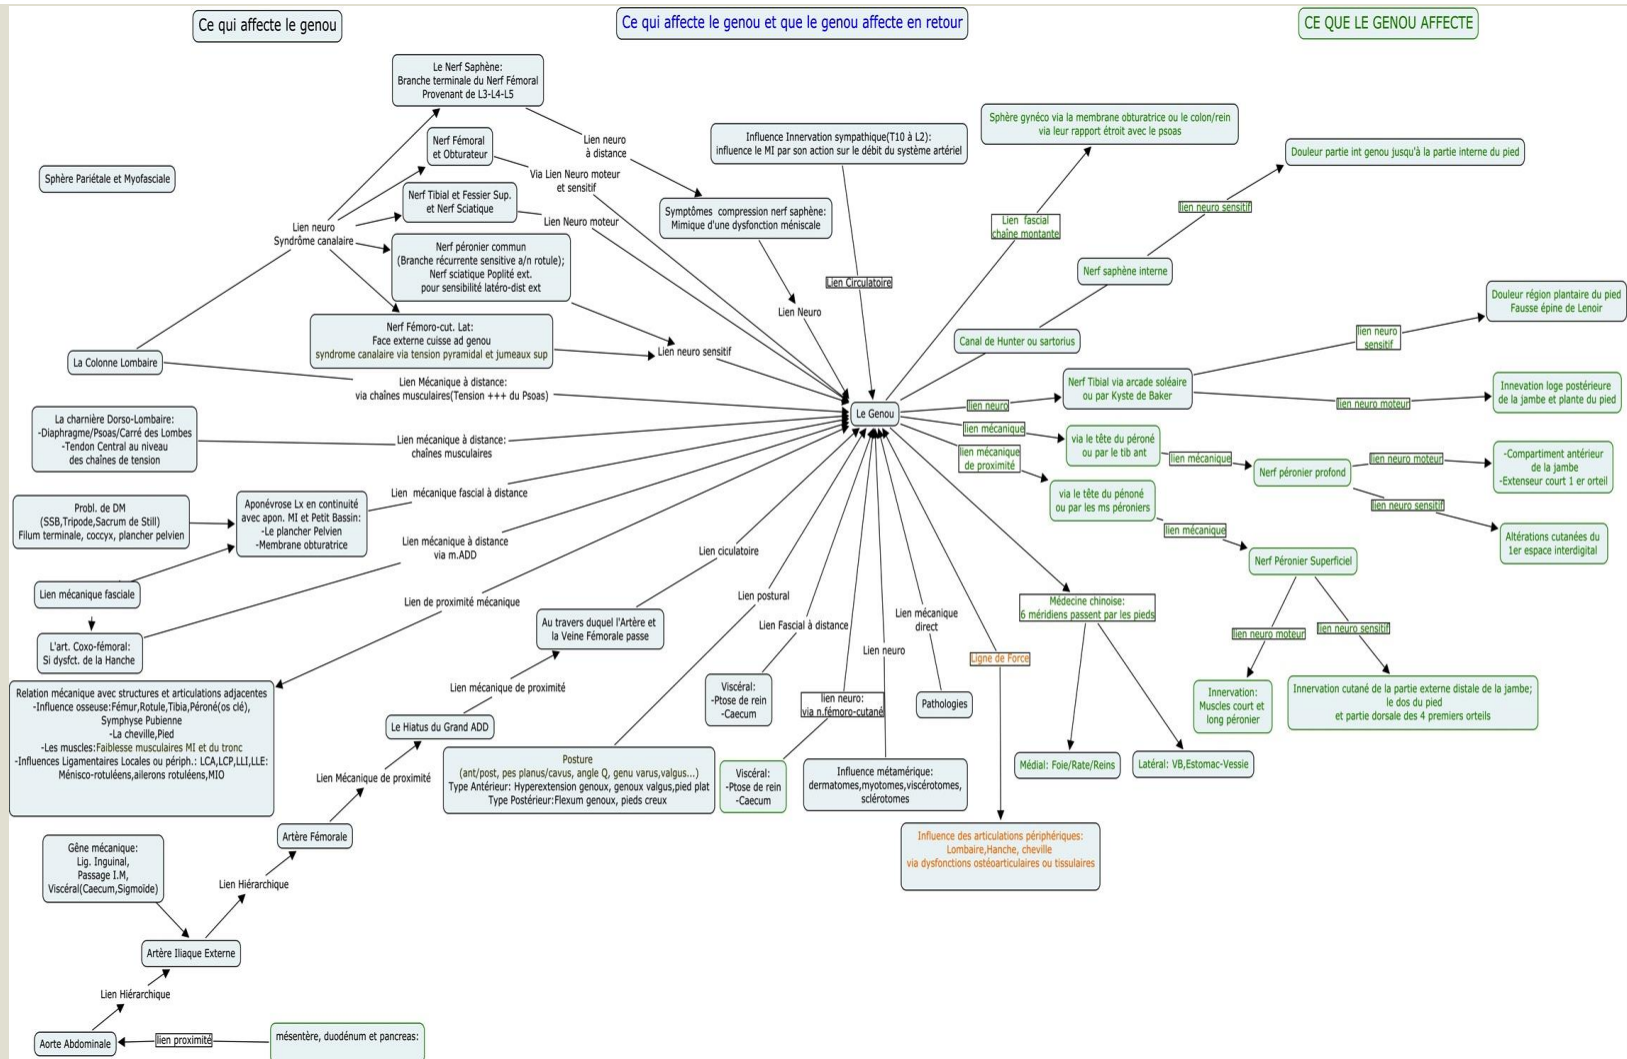 Ce qui affecte le genou
Ce qui affecte le genou et que le genou affecte en retour
CE QUE LE GENOU AFFECTE
Le Nerf Saphène:
Branche terminale du Nerf Fémoral
Provenant de L3-L4-L5
Nerf Fémoral
et Obturateur
Sphère Pariétale et Myofasciale
Nerf Tibial et Fessier Sup.
et Nerf Sciatique
Lien neuro
Syndrôme canalaire
Nerf péronier commun
(Branche récurrente sensitive a/n rotule);
Nerf sciatique Poplité ext.
pour sensibilité latéro-dist ext
Nerf Fémoro-cut. Lat:
Face externe cuisse ad genou
syndrome canalaire via tension pyramidal et jumeaux sup
La Colonne Lombaire
Lien neuro
à distance
Via Lien Neuro moteur
et sensitif
Lien Neuro moteur
Lien neuro sensitif
Influence Innervation sympathique(T10 à L2):
influence le MI par son action sur le débit du système artériel
Symptômes  compression nerf saphène:
Mimique d'une dysfonction méniscale
Lien Circulatoire
Lien Neuro
Lien Mécanique à distance:
via chaînes musculaires(Tension +++ du Psoas)
La charnière Dorso-Lombaire:
-Diaphragme/Psoas/Carré des Lombes
-Tendon Central au niveau
des chaînes de tension
Lien mécanique à distance:
chaînes musculaires
Le Genou
Probl. de DM
(SSB,Tripode,Sacrum de Still)
Filum terminale, coccyx, plancher pelvien
Aponévrose Lx en continuité
avec apon. MI et Petit Bassin:
-Le plancher Pelvien
-Membrane obturatrice
Lien  mécanique fascial à distance
Lien mécanique fasciale
Lien mécanique à distance
via m.ADD
L'art. Coxo-fémoral:
Si dysfct. de la Hanche
Lien de proximité mécanique
Relation mécanique avec structures et articulations adjacentes
-Influence osseuse:Fémur,Rotule,Tibia,Péroné(os clé),
Symphyse Pubienne
-La cheville,Pied
-Les muscles:Faiblesse musculaires MI et du tronc
-Influences Ligamentaires Locales ou périph.: LCA,LCP,LLI,LLE:
Ménisco-rotuléens,ailerons rotuléens,MIO
Lien ciculatoire
Au travers duquel l'Artère et
la Veine Fémorale passe
Lien mécanique de proximité
Le Hiatus du Grand ADD
Lien Mécanique de proximité
Artère Fémorale
Lien Hiérarchique
Gêne mécanique:
Lig. Inguinal,
Passage I.M,
Viscéral(Caecum,Sigmoïde)
Artère Iliaque Externe
Lien Hiérarchique
Aorte Abdominale
lien proximité
mésentère, duodénum et pancreas:
Lien postural
Posture
(ant/post, pes planus/cavus, angle Q, genu varus,valgus...)
Type Antérieur: Hyperextension genoux, genoux valgus,pied plat
Type Postérieur:Flexum genoux, pieds creux
Lien Fascial à distance
Viscéral:
-Ptose de rein
-Caecum
lien neuro:
via n.fémoro-cutané
Viscéral:
-Ptose de rein
-Caecum
Lien neuro
Influence métamérique:
dermatomes,myotomes,viscérotomes,
sclérotomes
Lien mécanique
direct
Pathologies
Ligne de Force
Influence des articulations périphériques:
Lombaire,Hanche, cheville
via dysfonctions ostéoarticulaires ou tissulaires
Médecine chinoise:
6 méridiens passent par les pieds
Médial: Foie/Rate/Reins
Latéral: VB,Estomac-Vessie
Sphère gynéco via la membrane obturatrice ou le colon/rein
via leur rapport étroit avec le psoas
Lien  fascial
chaîne montante
Douleur partie int genou jusqu'à la partie interne du pied
lien neuro sensitif
Nerf saphène interne
Canal de Hunter ou sartorius
lien neuro
Nerf Tibial via arcade soléaire
ou par Kyste de Baker
lien neuro
sensitif
Douleur région plantaire du pied
Fausse épine de Lenoir
lien neuro moteur
Innevation loge postérieure
de la jambe et plante du pied
lien mécanique
via le tête du péroné
ou par le tib ant
lien mécanique
Nerf péronier profond
lien neuro moteur
-Compartiment antérieur
de la jambe
-Extenseur court 1 er orteil
lien neuro sensitif
Altérations cutanées du
1er espace interdigital
lien mécanique
de proximité
via le tête du pénoné
ou par les ms péroniers
lien mécanique
Nerf Péronier Superficiel
lien neuro moteur
Innervation:
Muscles court et
long péronier
lien neuro sensitif
Innervation cutané de la partie externe distale de la jambe;
le dos du pied
et partie dorsale des 4 premiers orteils